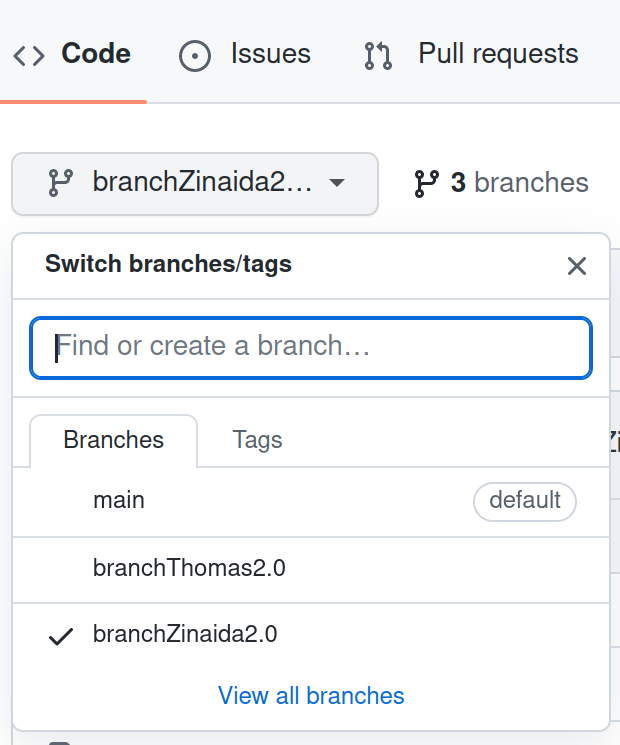 Code Issues Pull requests
branchZinaida2... 3 branches
Switch branches/tags
Find or create a branch...
Branches Tags
main default
branchThomas2.0
branchZinaida2.0
View all branches